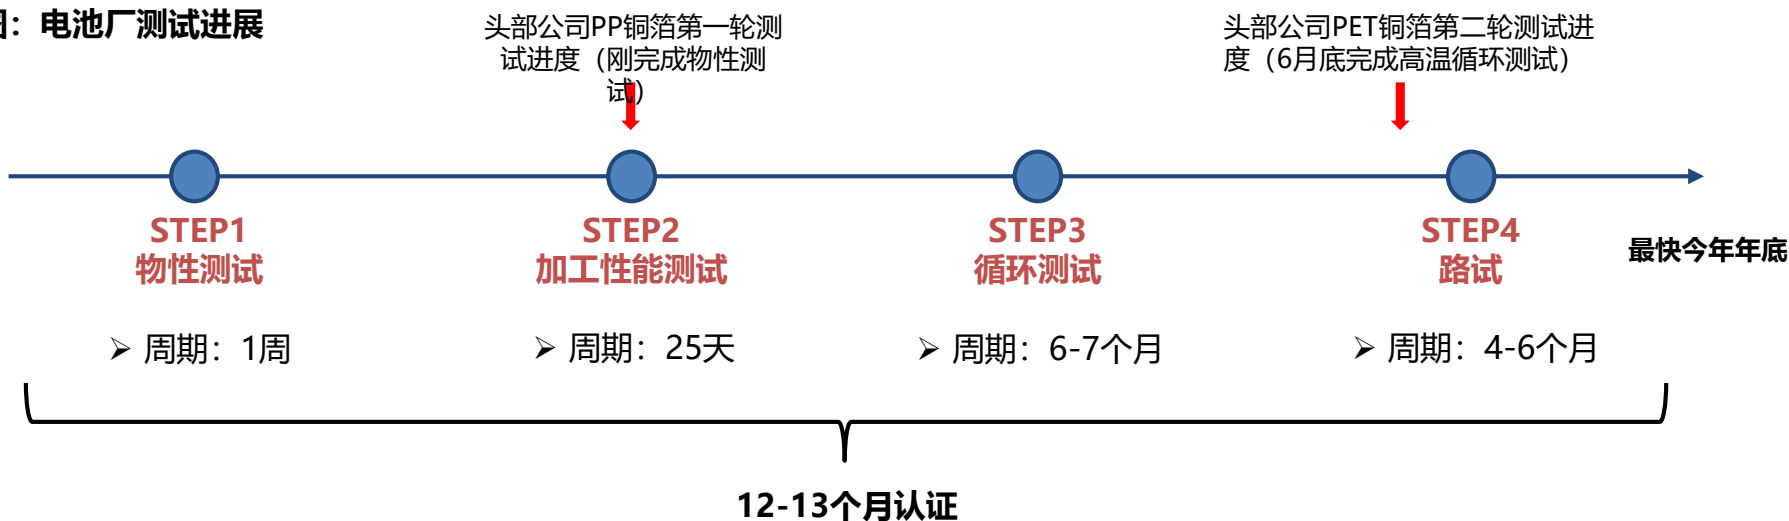 图：电池厂测试进展
头部公司PP铜箔第一轮测
试进度（刚完成物性测
试）
头部公司PET铜箔第二轮测试进
度（6月底完成高温循环测试）
STEP1
物性测试
STEP2
加工性能测试
STEP3
循环测试
STEP4
路试
最快今年年底
➢ 周期：1周
➢ 周期：25天
➢ 周期：6-7个月
➢ 周期：4-6个月
12-13个月认证